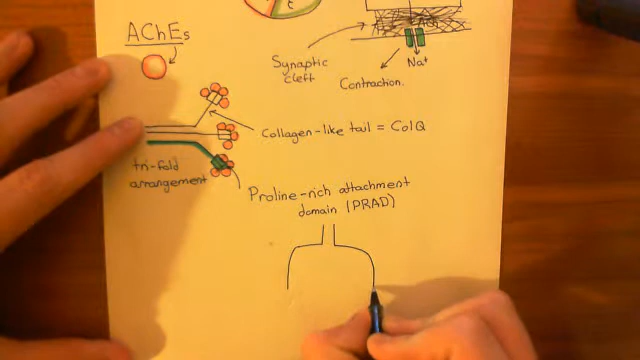 AChEs
Synaptic
cleft
Na+
Contraction.
Collagen-like tail = ColQ
tri-fold
arrangement
Proline-rich attachment
domain (PRAD)